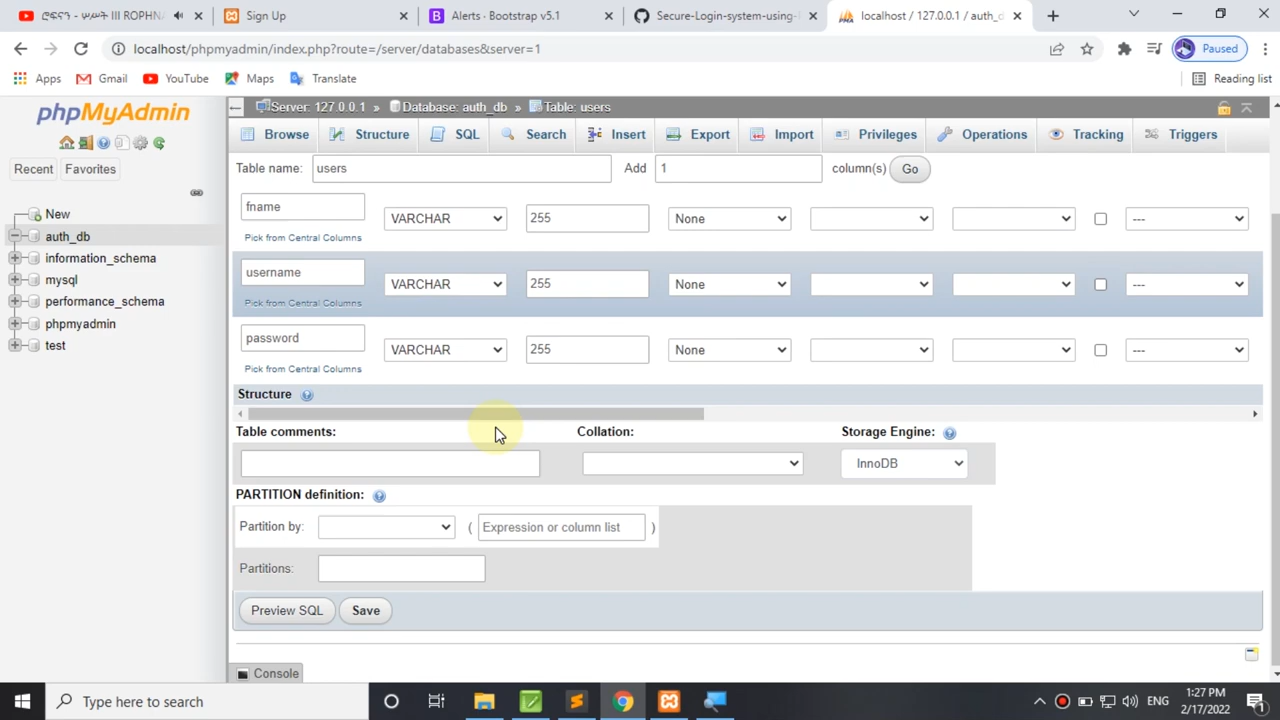 ሮፍናን - ሠሠት III ROPHNA
Sign Up
Alerts · Bootstrap v5.1
Secure-Login-system-using-
localhost / 127.0.0.1 / auth_d
localhost/phpmyadmin/index.php?route=/server/databases&server=1
Paused
Apps
Gmail
YouTube
Maps
Translate
Reading list
phpMyAdmin
Recent
Favorites
New
auth_db
information_schema
mysql
performance_schema
phpmyadmin
test
Server: 127.0.0.1 » Database: auth_db » Table: users
Browse
Structure
SQL
Search
Insert
Export
Import
Privileges
Operations
Tracking
Triggers
Table name: users Add 1 column(s) Go
fname VARCHAR 255 None ---
Pick from Central Columns
username VARCHAR 255 None ---
Pick from Central Columns
password VARCHAR 255 None ---
Pick from Central Columns
Structure
Table comments: Collation: Storage Engine:
InnoDB
PARTITION definition:
Partition by: ( Expression or column list )
Partitions:
Preview SQL Save
Console
Type here to search
ENG
1:27 PM
2/17/2022
1